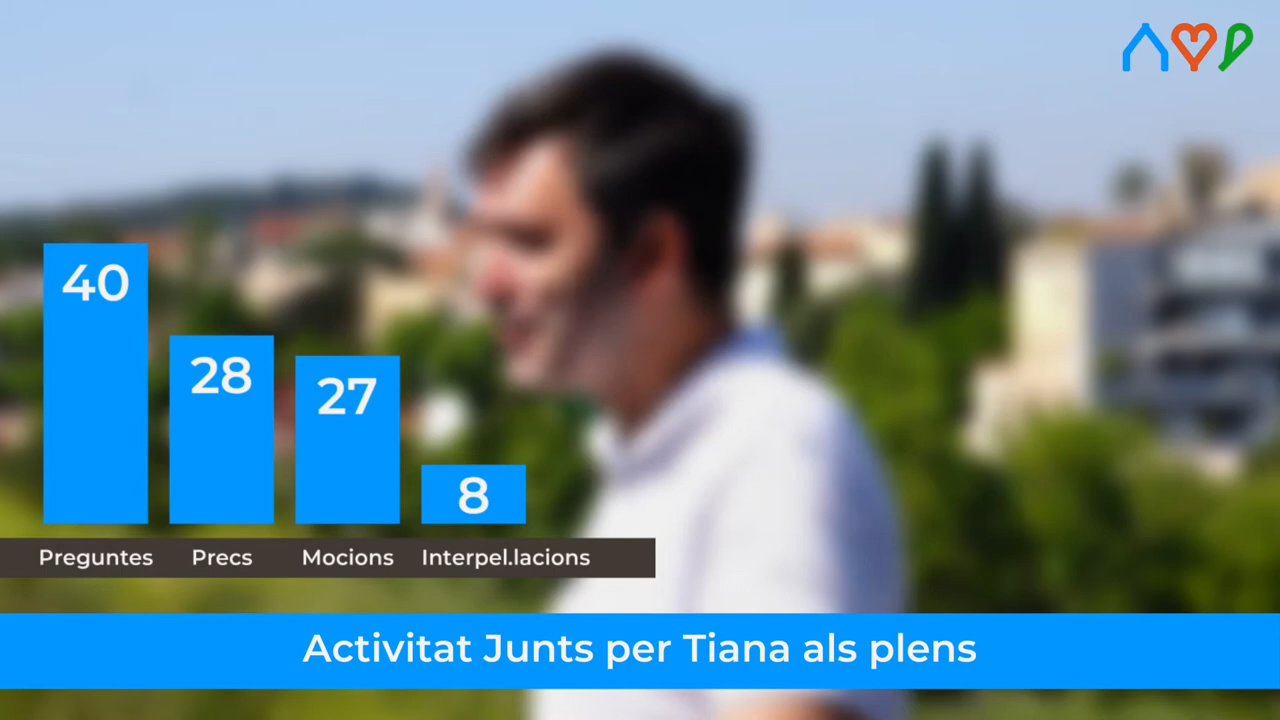 40
28
27
8
Preguntes Precs Mocions Interpel.lacions
Activitat Junts per Tiana als plens